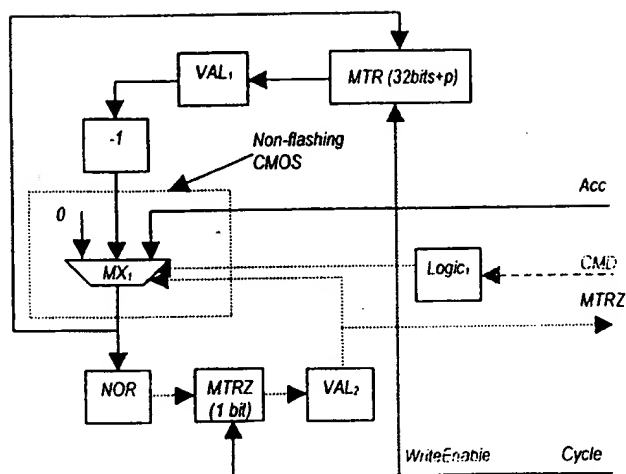 VAL₁
MTR (32bits+p)
-1
Non-flashing
CMOS
0
Acc
MX₁
Logic₁
CMD
MTRZ
NOR
MTRZ
(1 bit)
VAL₂
WriteEnable
Cycle